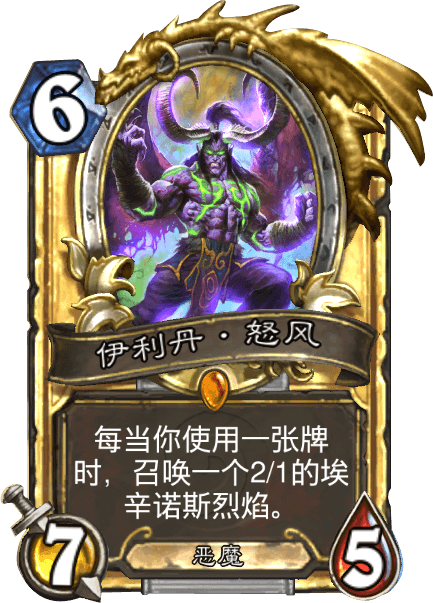 6
伊利丹·怒风
每当你使用一张牌
时，召唤一个2/1的埃
辛诺斯烈焰。
7
恶魔
5